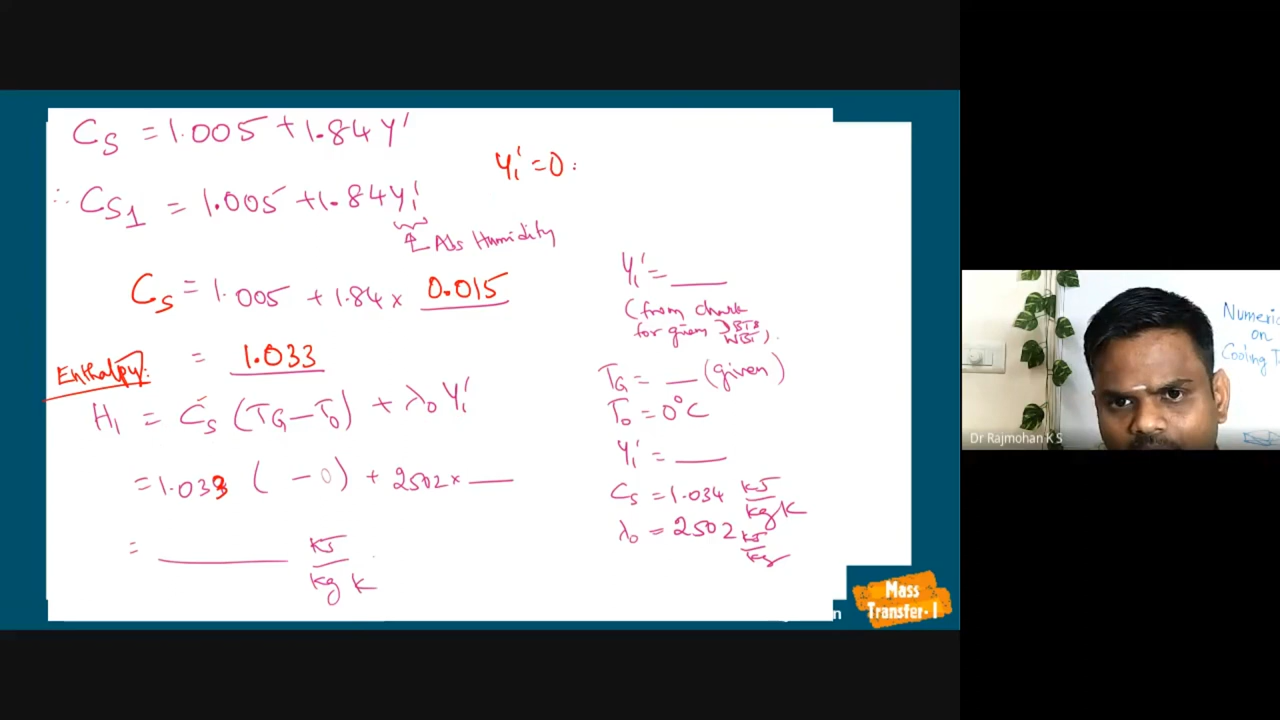 Cs = 1.005 + 1.84 Y'
Y₁' = 0.
∴ Cs1 = 1.005 + 1.84 Y₁'
Abs Humidity
Cs = 1.005 + 1.84 × 0.015
= 1.033
Enthalpy:
H₁ = Cs (TG - T0) + λ0 Y₁'
= 1.033 ( - 0) + 2502 × ___
= ______ kJ/kg K
Y₁' = ____
(from chart
for given DBT &
WBT).
TG = __ (given)
T0 = 0°C
Y₁' = ____
Cs = 1.034 kJ/kg K
λ0 = 2502 kJ/kg
Mass
Transfer - I
Numeric
on
Cooling T
Dr Rajmohan K S